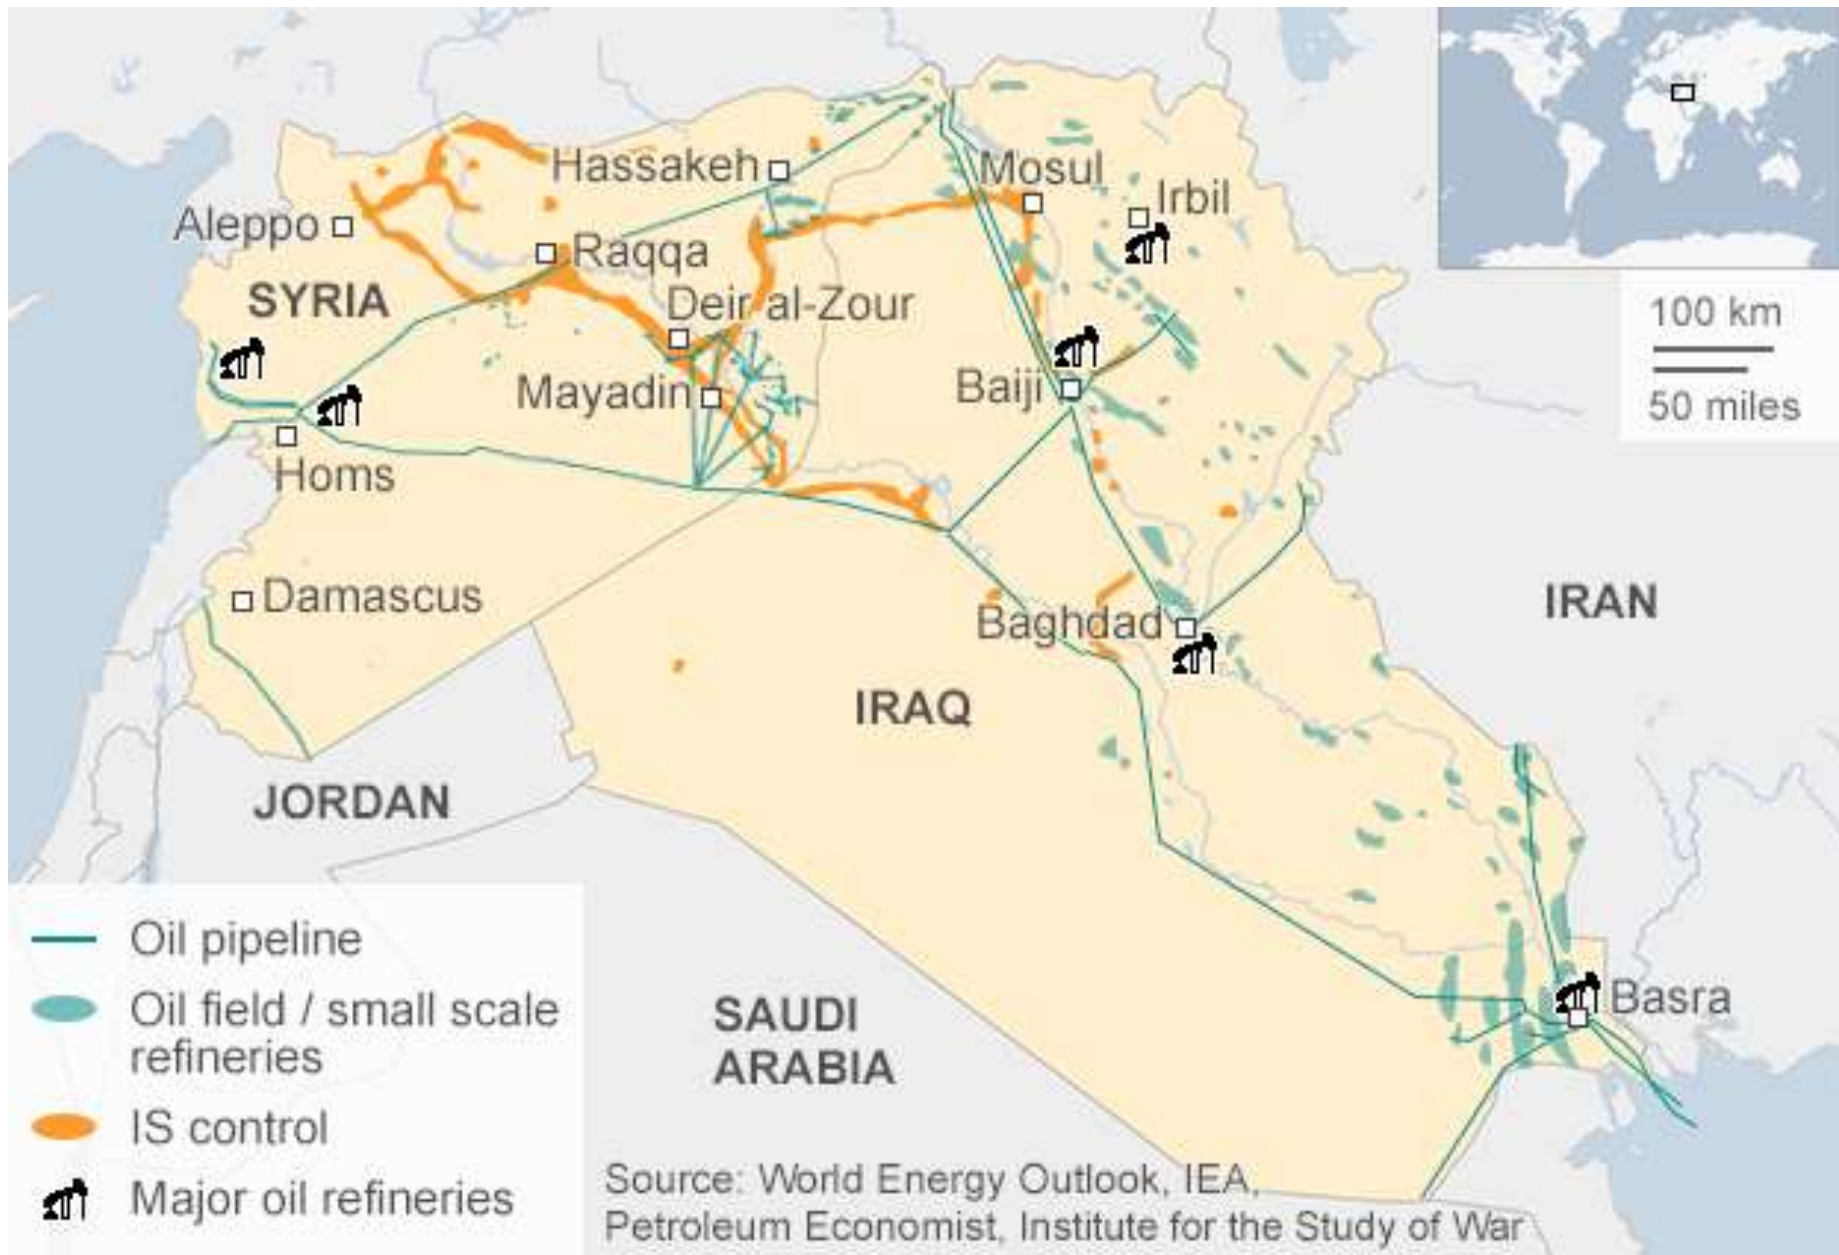 Hassakeh
Mosul
Irbil
Aleppo
Raqqa
SYRIA
Deir al-Zour
100 km
50 miles
Mayadin
Baiji
Homs
Damascus
Baghdad
IRAN
IRAQ
JORDAN
Basra
SAUDI
ARABIA
Oil pipeline
Oil field / small scale
refineries
IS control
Major oil refineries
Source: World Energy Outlook, IEA,
Petroleum Economist, Institute for the Study of War